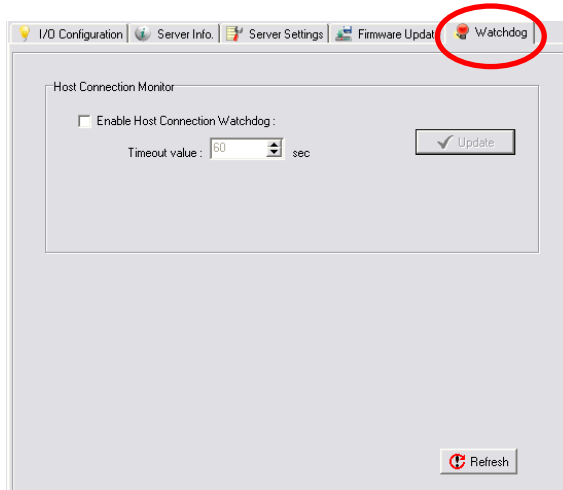 I/O Configuration Server Info. Server Settings Firmware Updat Watchdog
Host Connection Monitor
Enable Host Connection Watchdog :
Update
Timeout value : 60 sec
Refresh